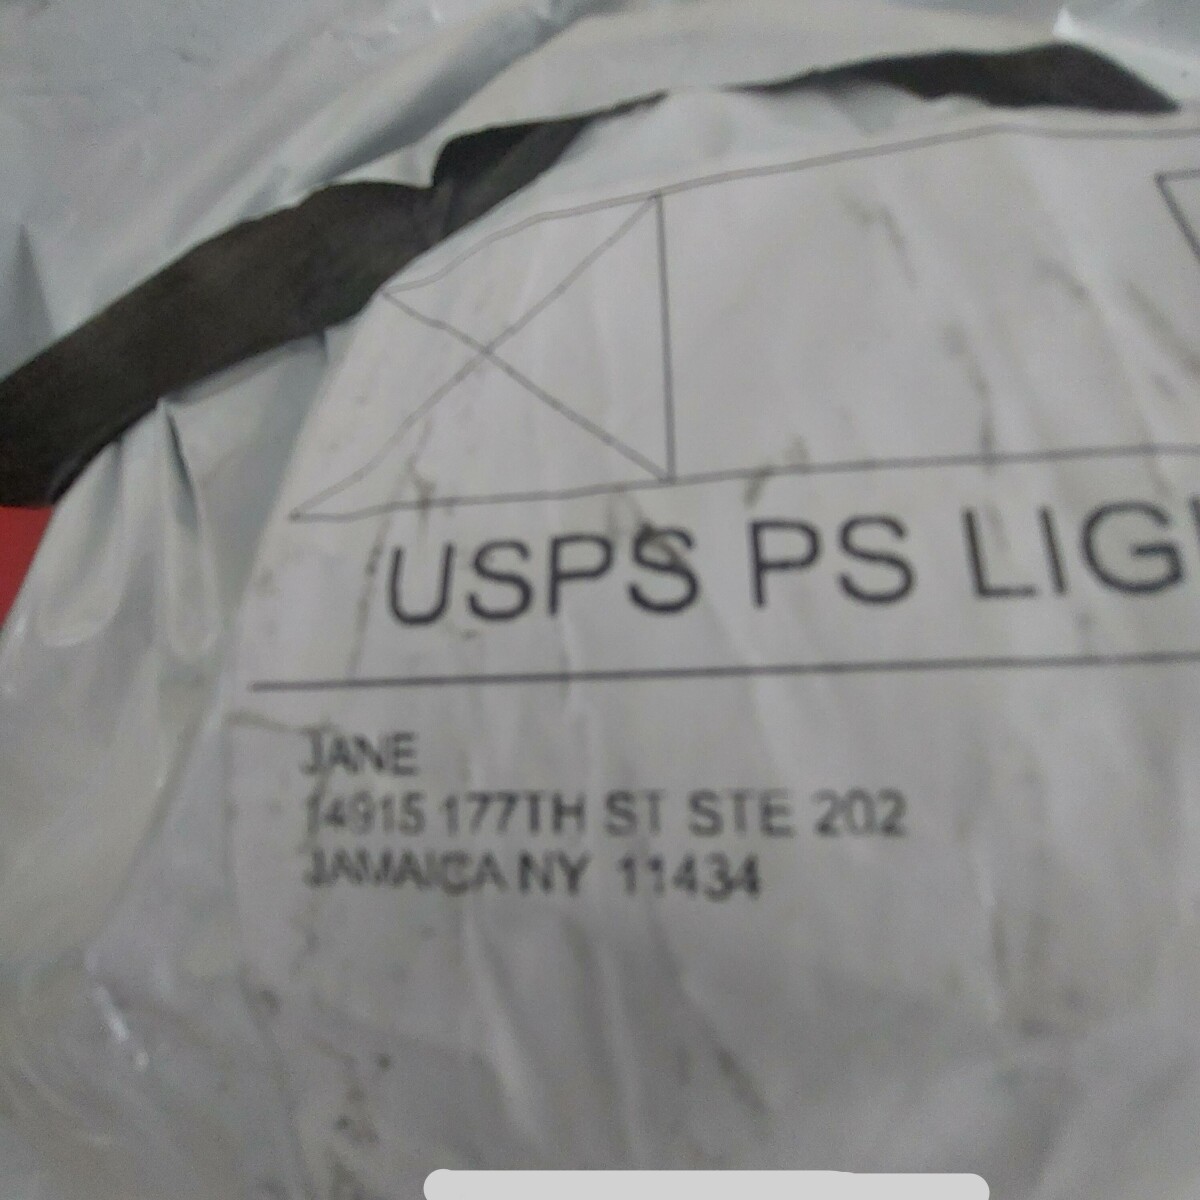 USPS PS LIG
JANE
14915 177TH ST STE 202
JAMAICA NY 11434